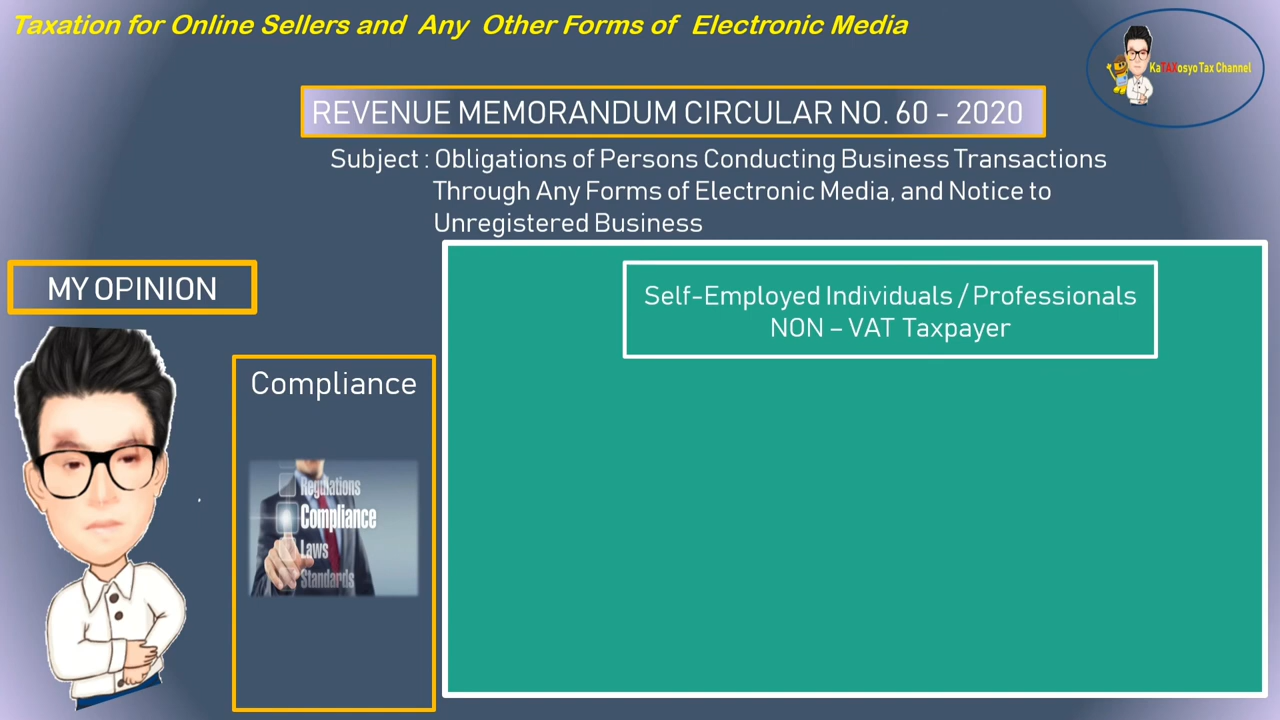 Taxation for Online Sellers and Any Other Forms of Electronic Media
KaTAXosyo Tax Channel
REVENUE MEMORANDUM CIRCULAR NO. 60 - 2020
Subject : Obligations of Persons Conducting Business Transactions
Through Any Forms of Electronic Media, and Notice to
Unregistered Business
MY OPINION
Self-Employed Individuals / Professionals
NON – VAT Taxpayer
Compliance
Regulations
Compliance
Laws
Standards